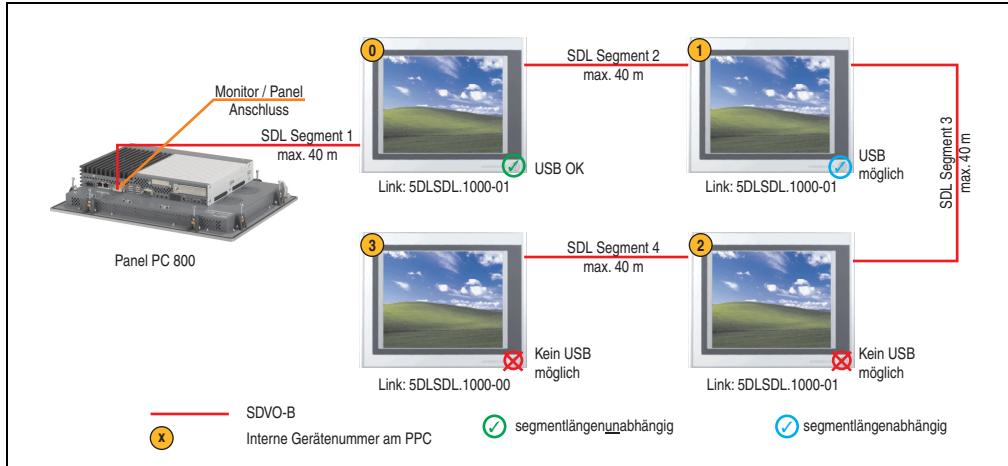 Monitor / Panel
Anschluss
SDL Segment 1
max. 40 m
Panel PC 800
0
USB OK
Link: 5DLSDL.1000-01
SDL Segment 2
max. 40 m
1
USB
möglich
Link: 5DLSDL.1000-01
SDL Segment 3
max. 40 m
3
Kein USB
möglich
Link: 5DLSDL.1000-00
SDL Segment 4
max. 40 m
2
Kein USB
möglich
Link: 5DLSDL.1000-01
SDVO-B
x
Interne Gerätenummer am PPC
segmentlängenunabhängig
segmentlängenabhängig